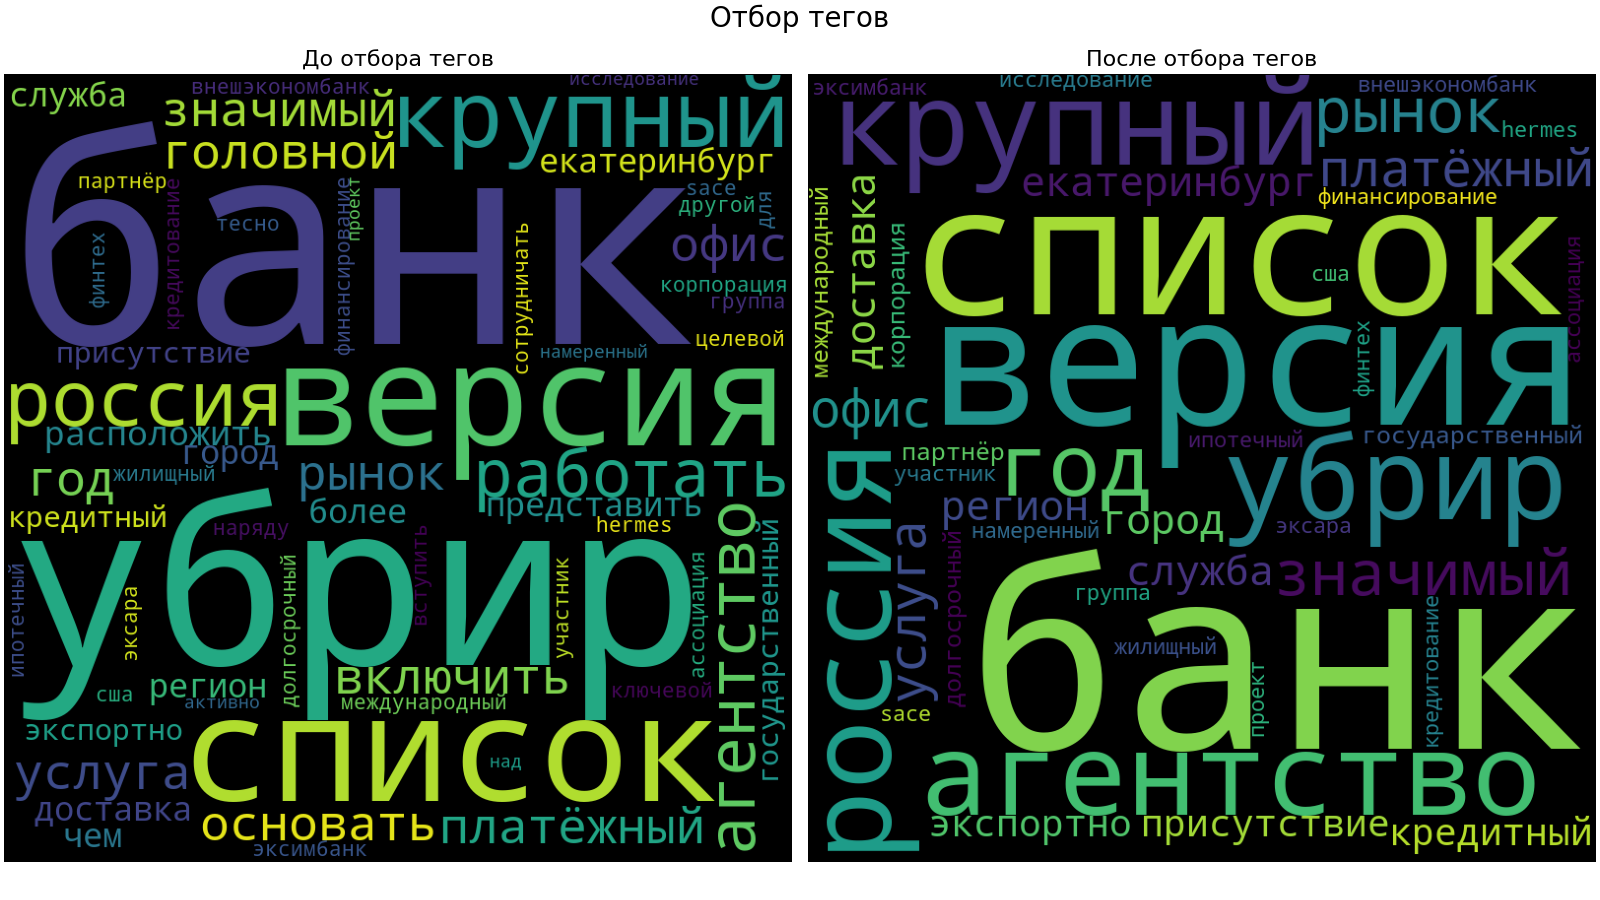 Отбор тегов
До отбора тегов
служба
внешэкономбанк
исследование
значимый
крупный
головной
екатеринбург
банк
партнёр
кредитование
тесно
финансирование
проект
sace
другой
для
офис
финтех
сотрудничать
корпорация
группа
целевой
присутствие
намеренный
россия
версия
расположить
город
год
жилищный
рынок
работать
представить
кредитный
более
наряду
hermes
убрир
вступить
государственный
агентство
ипотечный
эксара
долгосрочный
участник
ассоциация
сша
регион
активно
включить
международный
ключевой
экспортно
список
над
услуга
доставка
чем
основать
платёжный
эксимбанк
После отбора тегов
эксимбанк
исследование
внешэкономбанк
крупный
рынок
hermes
платёжный
екатеринбург
финансирование
международный
доставка
корпорация
список
сша
ассоциация
версия
финтех
офис
партнёр
ипотечный
государственный
участник
год
убрир
россия
регион
город
намеренный
эксара
услуга
долгосрочный
служба
значимый
группа
банк
жилищный
кредитование
проект
sace
агентство
экспортно
присутствие
кредитный